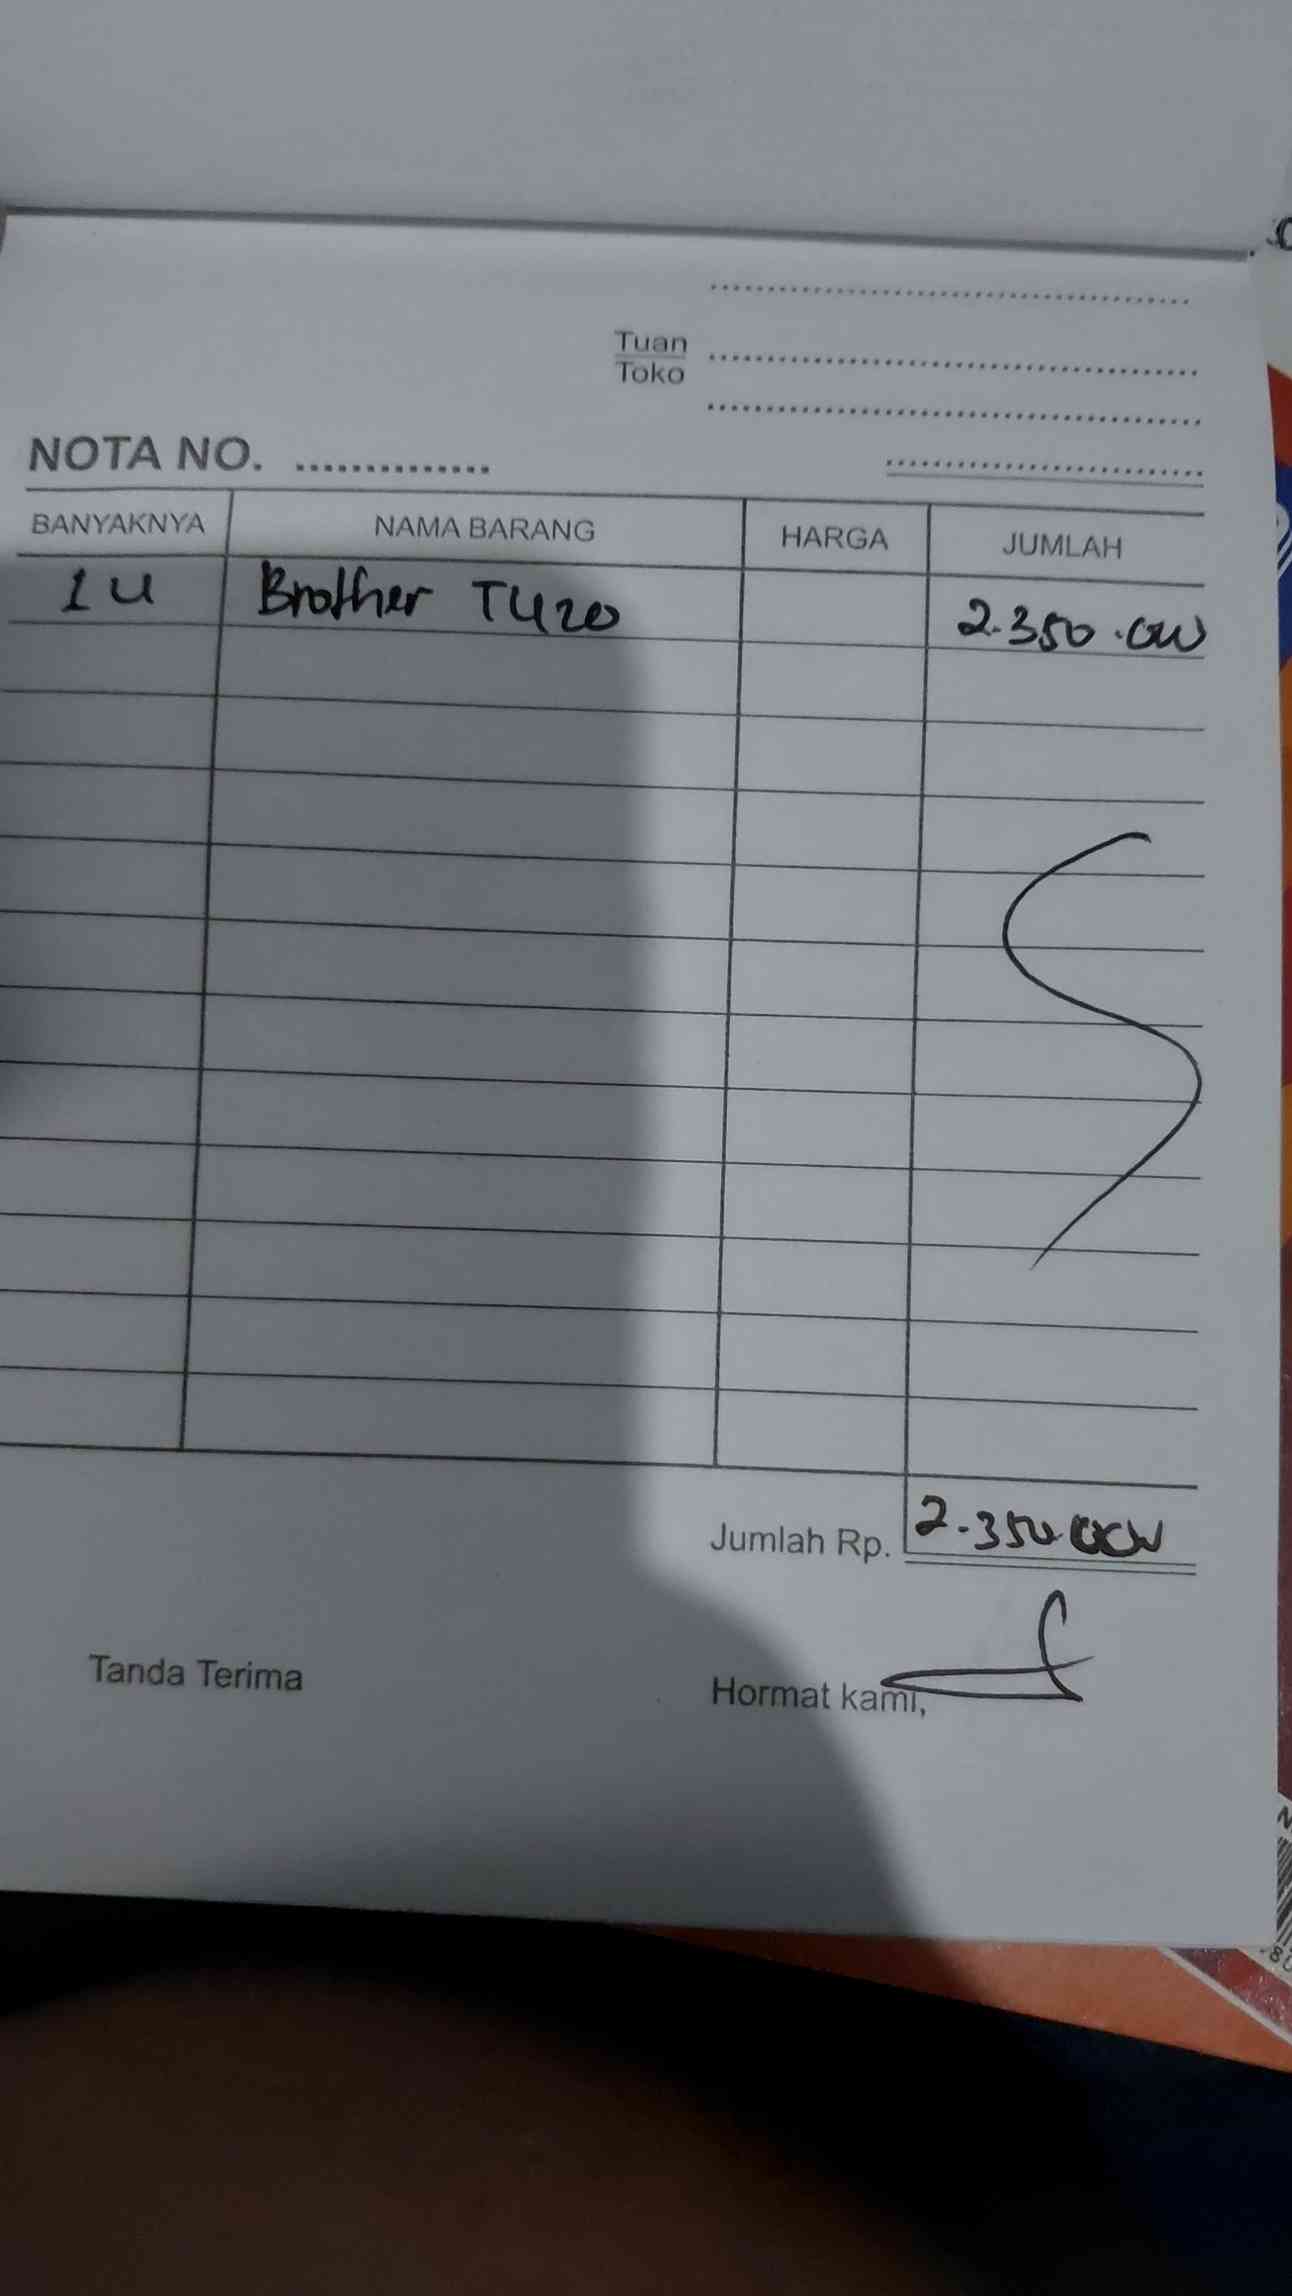 Tuan
Toko
NOTA NO. ..............
BANYAKNYA NAMA BARANG HARGA JUMLAH
1 U Brother T420 2.350.000
Jumlah Rp. 2.350.000
Tanda Terima Hormat kami,